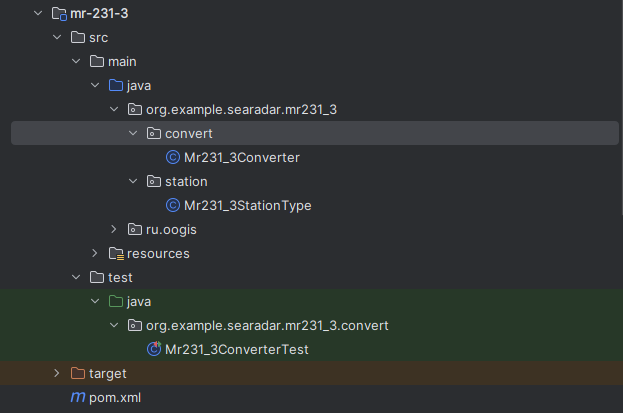 mr-231-3
src
main
java
org.example.searadar.mr231_3
convert
Mr231_3Converter
station
Mr231_3StationType
ru.oogis
resources
test
java
org.example.searadar.mr231_3.convert
Mr231_3ConverterTest
target
pom.xml